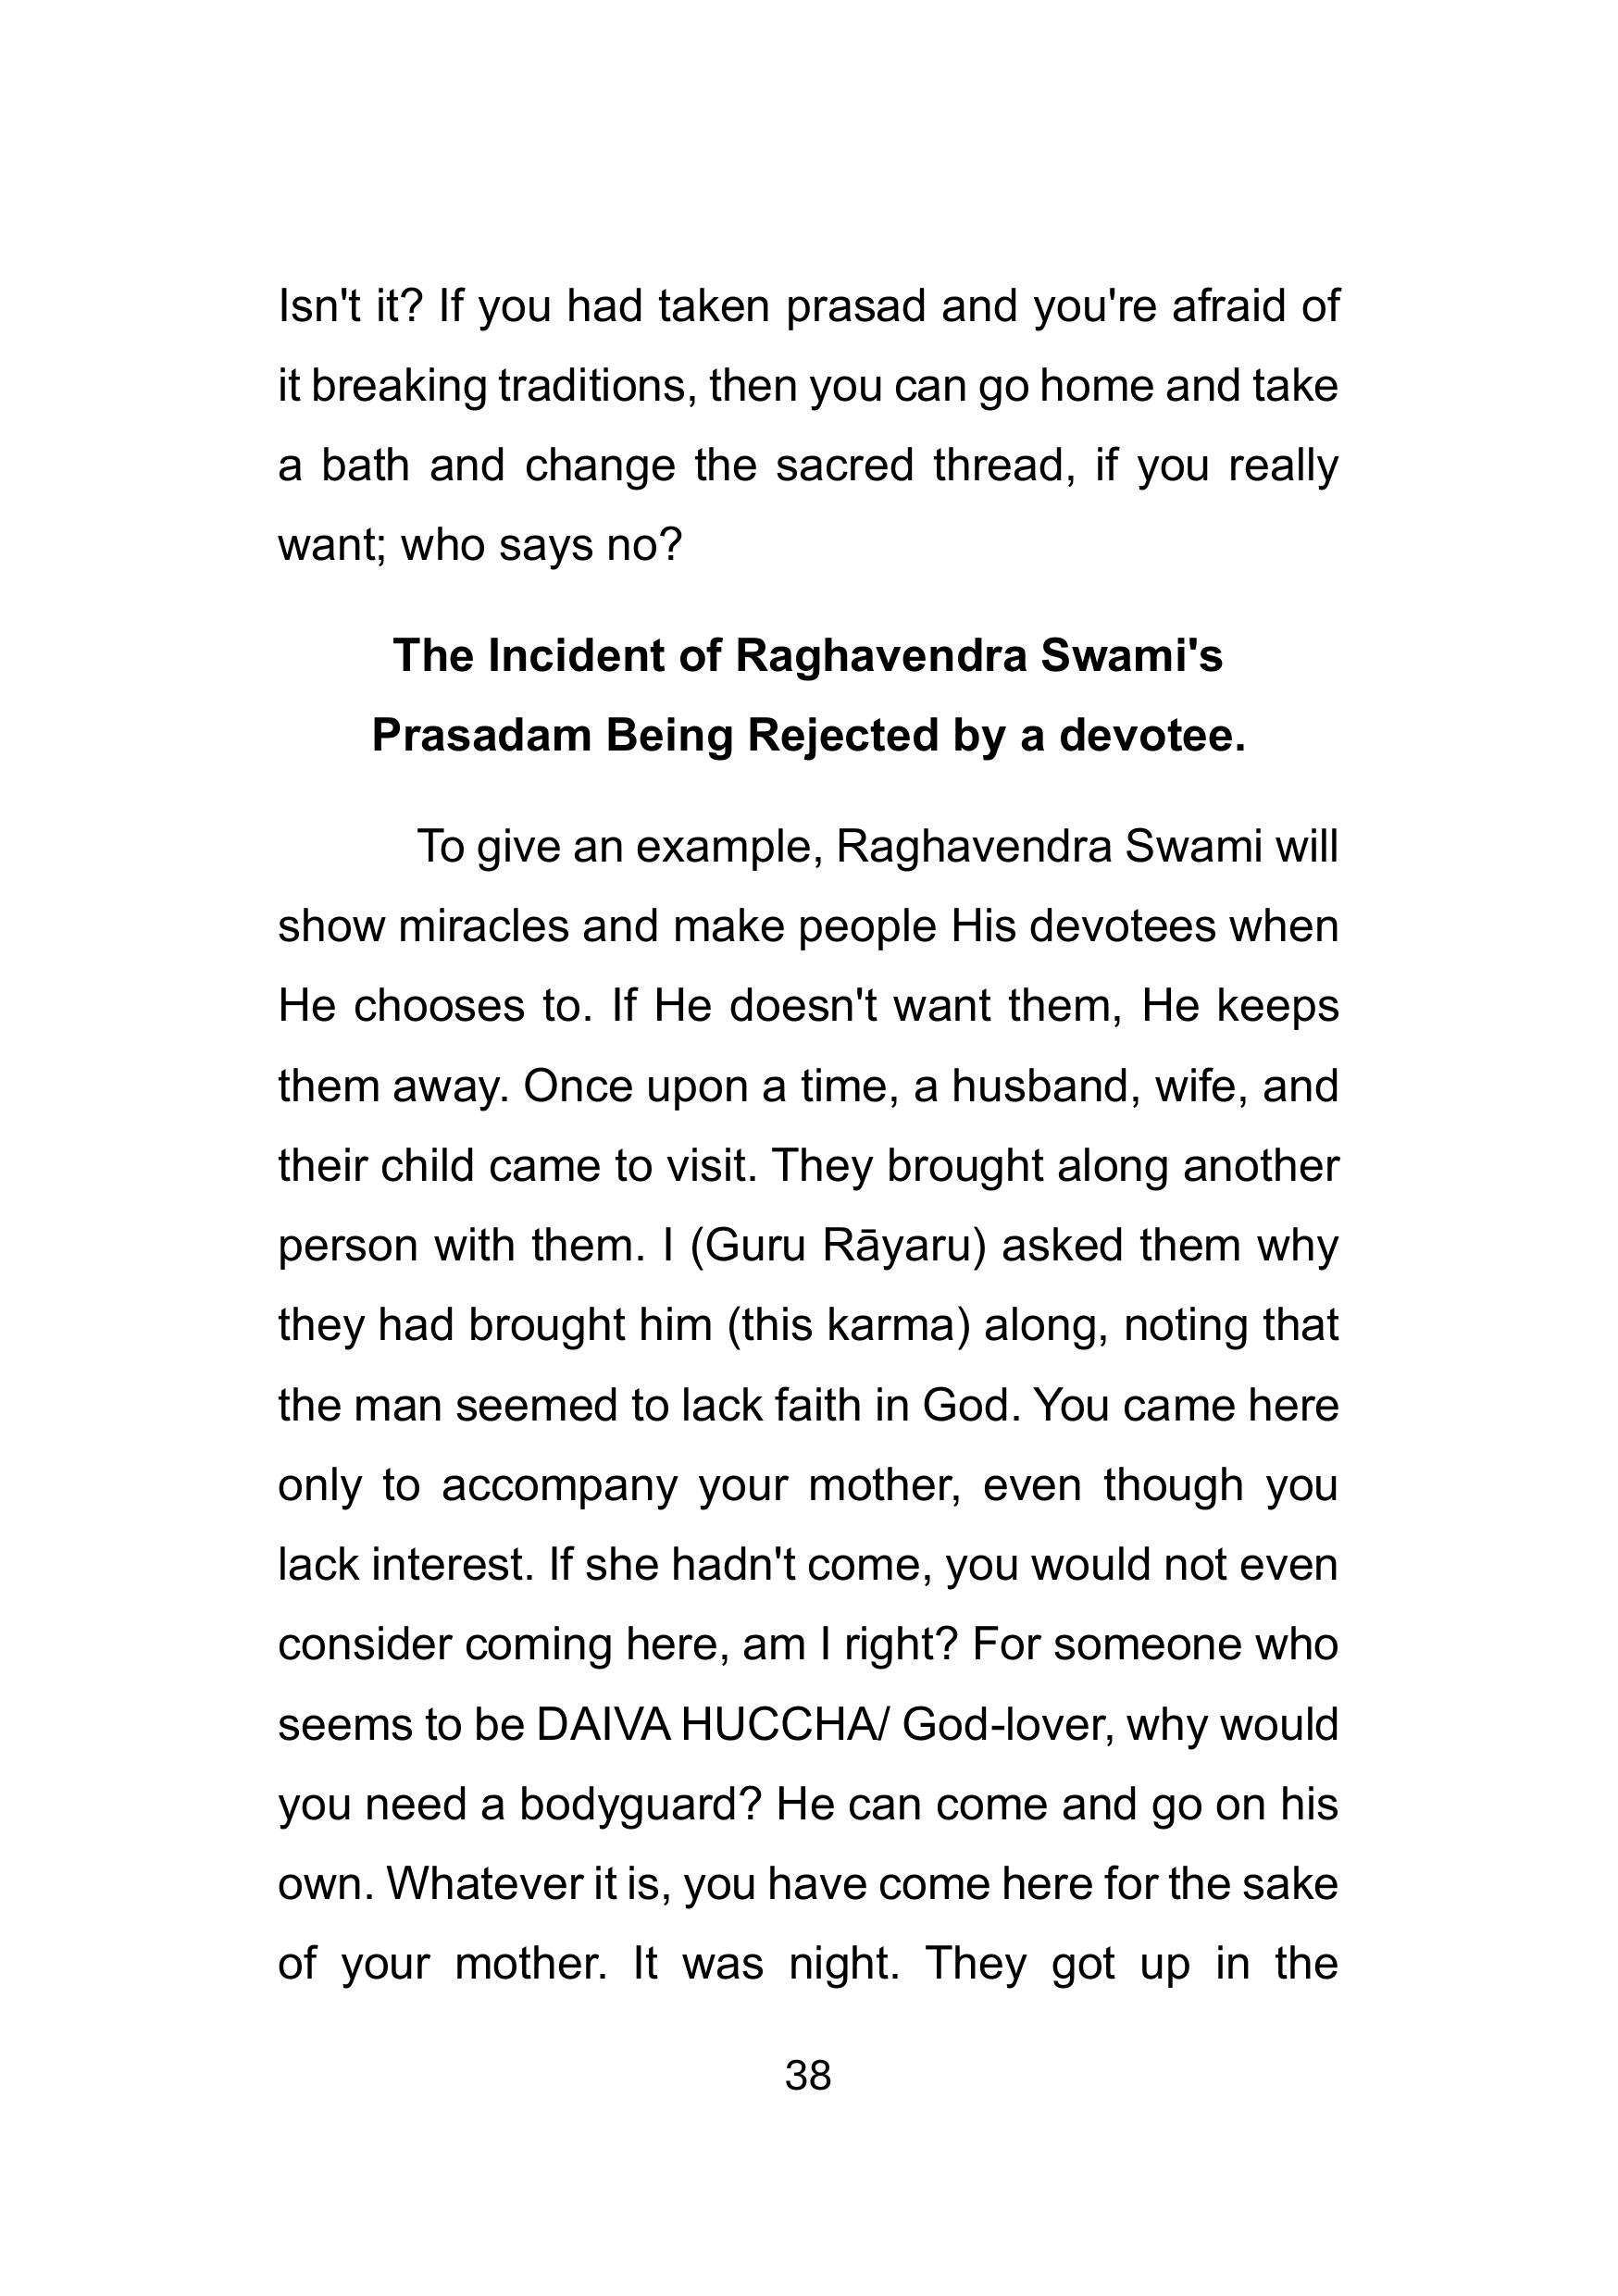 Isn't it? If you had taken prasad and you're afraid of
it breaking traditions, then you can go home and take
a bath and change the sacred thread, if you really
want; who says no?
The Incident of Raghavendra Swami's
Prasadam Being Rejected by a devotee.
To give an example, Raghavendra Swami will
show miracles and make people His devotees when
He chooses to. If He doesn't want them, He keeps
them away. Once upon a time, a husband, wife, and
their child came to visit. They brought along another
person with them. I (Guru Rāyaru) asked them why
they had brought him (this karma) along, noting that
the man seemed to lack faith in God. You came here
only to accompany your mother, even though you
lack interest. If she hadn't come, you would not even
consider coming here, am I right? For someone who
seems to be DAIVA HUCCHA/ God-lover, why would
you need a bodyguard? He can come and go on his
own. Whatever it is, you have come here for the sake
of your mother. It was night. They got up in the
38